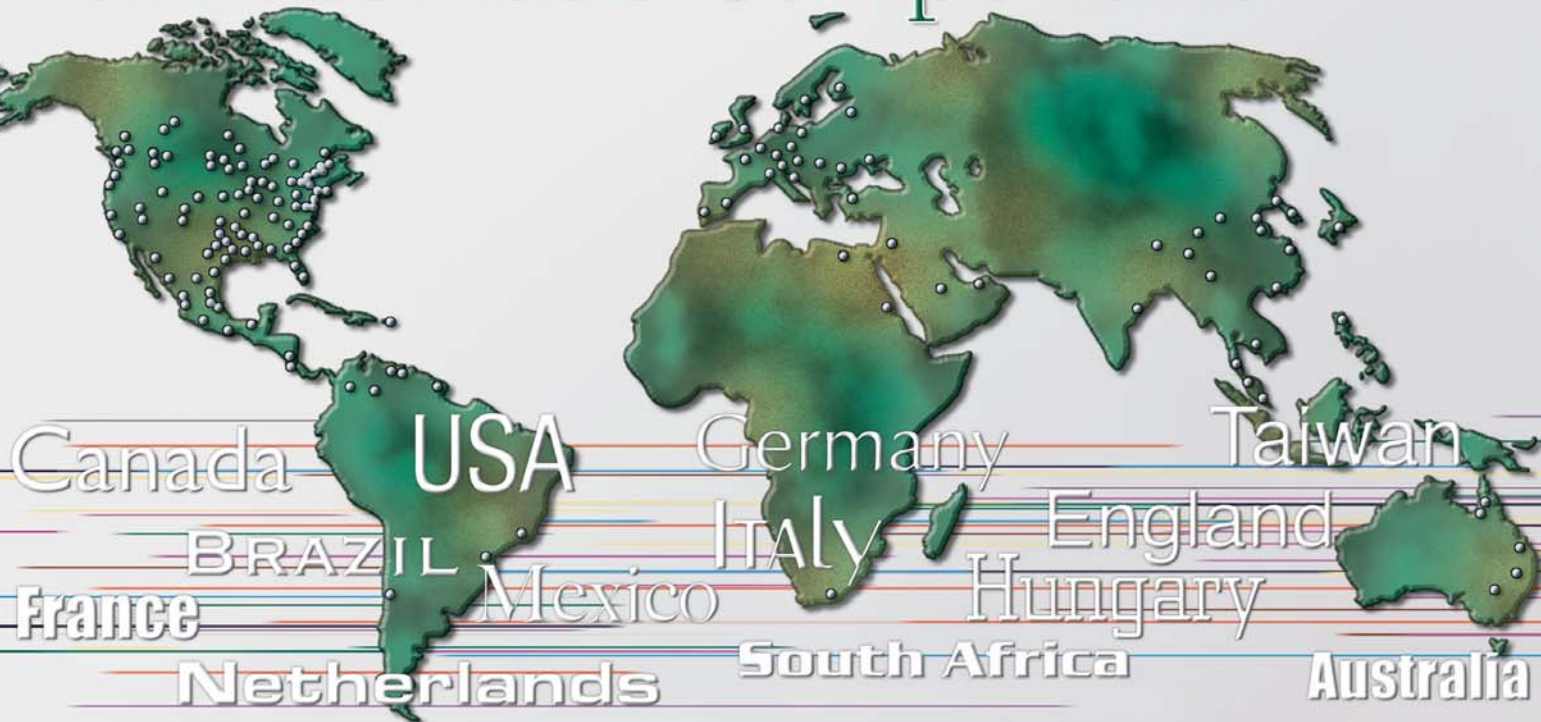 Canada
USA
Germany
Taiwan
BRAZIL
ITAly
England
France
Mexico
Hungary
Netherlands
South Africa
Australia